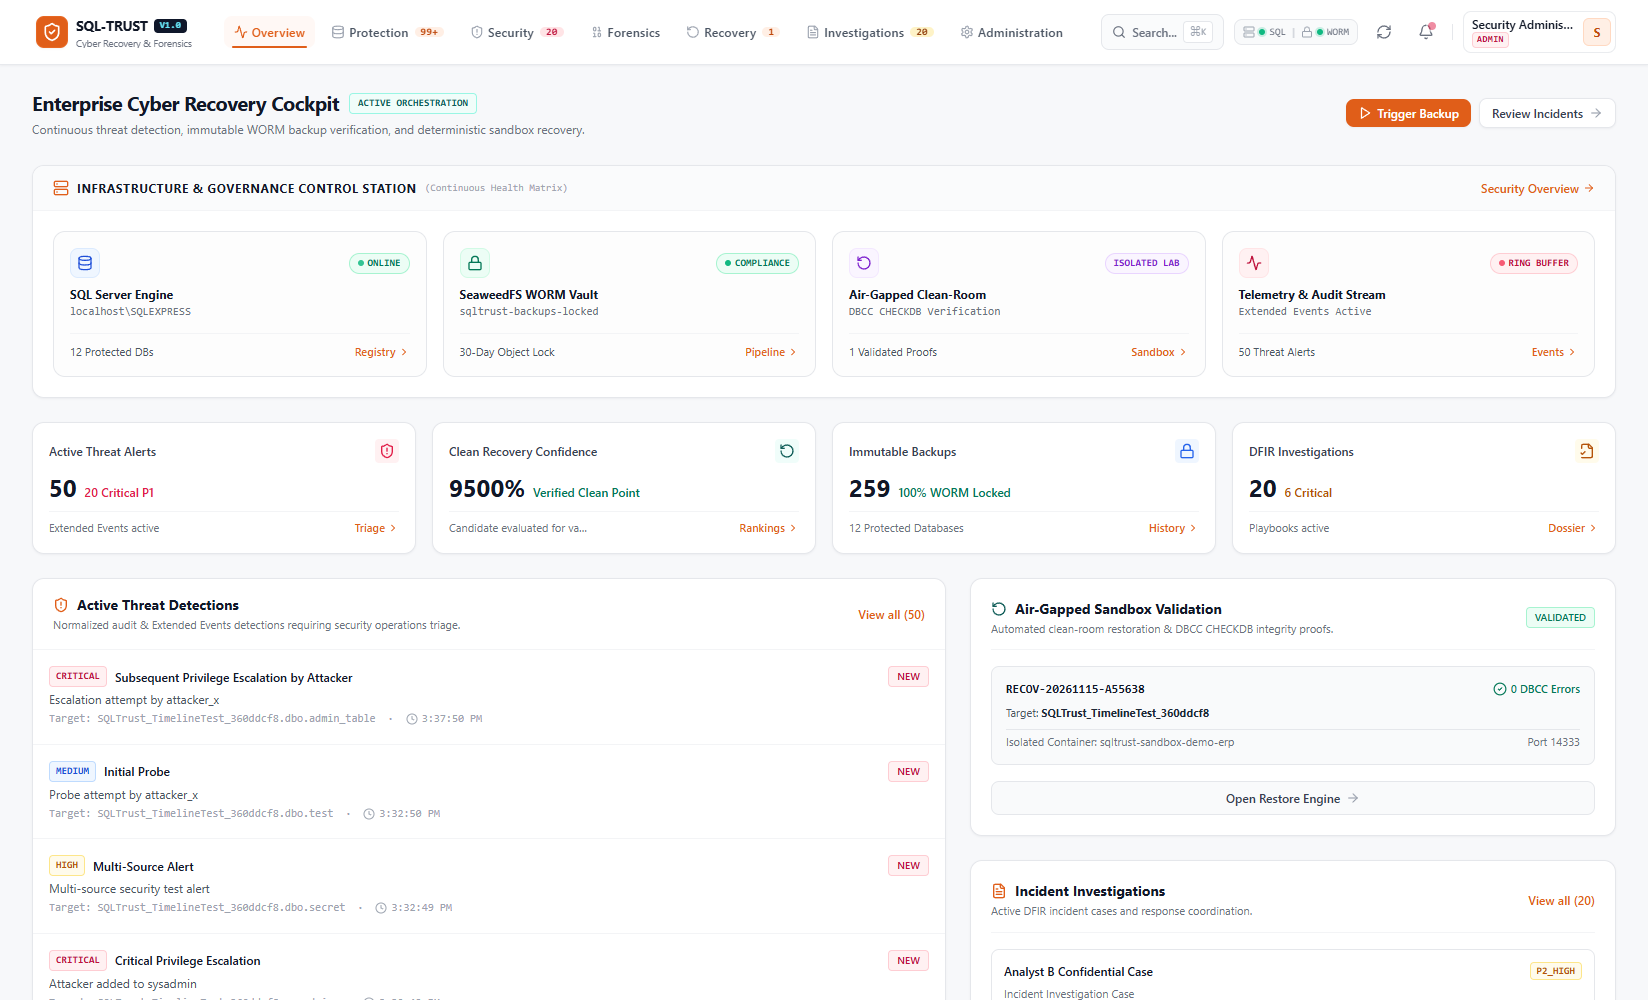 SQL-TRUST V1.0
Cyber Recovery & Forensics
Overview
Protection 99+
Security 20
Forensics
Recovery 1
Investigations 20
Administration
Search... ⌘K
SQL | WORM
Security Adminis...
ADMIN
S
Enterprise Cyber Recovery Cockpit ACTIVE ORCHESTRATION
Continuous threat detection, immutable WORM backup verification, and deterministic sandbox recovery.
Trigger Backup
Review Incidents
INFRASTRUCTURE & GOVERNANCE CONTROL STATION (Continuous Health Matrix)
Security Overview
ONLINE
SQL Server Engine
localhost\SQLEXPRESS
12 Protected DBs
Registry
COMPLIANCE
SeaweedFS WORM Vault
sqltrust-backups-locked
30-Day Object Lock
Pipeline
ISOLATED LAB
Air-Gapped Clean-Room
DBCC CHECKDB Verification
1 Validated Proofs
Sandbox
RING BUFFER
Telemetry & Audit Stream
Extended Events Active
50 Threat Alerts
Events
Active Threat Alerts
50 20 Critical P1
Extended Events active
Triage
Clean Recovery Confidence
9500% Verified Clean Point
Candidate evaluated for va...
Rankings
Immutable Backups
259 100% WORM Locked
12 Protected Databases
History
DFIR Investigations
20 6 Critical
Playbooks active
Dossier
Active Threat Detections
Normalized audit & Extended Events detections requiring security operations triage.
View all (50)
CRITICAL Subsequent Privilege Escalation by Attacker NEW
Escalation attempt by attacker_x
Target: SQLTrust_TimelineTest_360ddcf8.dbo.admin_table · 3:37:50 PM
MEDIUM Initial Probe NEW
Probe attempt by attacker_x
Target: SQLTrust_TimelineTest_360ddcf8.dbo.test · 3:32:50 PM
HIGH Multi-Source Alert NEW
Multi-source security test alert
Target: SQLTrust_TimelineTest_360ddcf8.dbo.secret · 3:32:49 PM
CRITICAL Critical Privilege Escalation NEW
Attacker added to sysadmin
Air-Gapped Sandbox Validation
Automated clean-room restoration & DBCC CHECKDB integrity proofs.
VALIDATED
RECOV-20261115-A55638
0 DBCC Errors
Target: SQLTrust_TimelineTest_360ddcf8
Isolated Container: sqltrust-sandbox-demo-erp
Port 14333
Open Restore Engine
Incident Investigations
Active DFIR incident cases and response coordination.
View all (20)
Analyst B Confidential Case
P2_HIGH
Incident Investigation Case